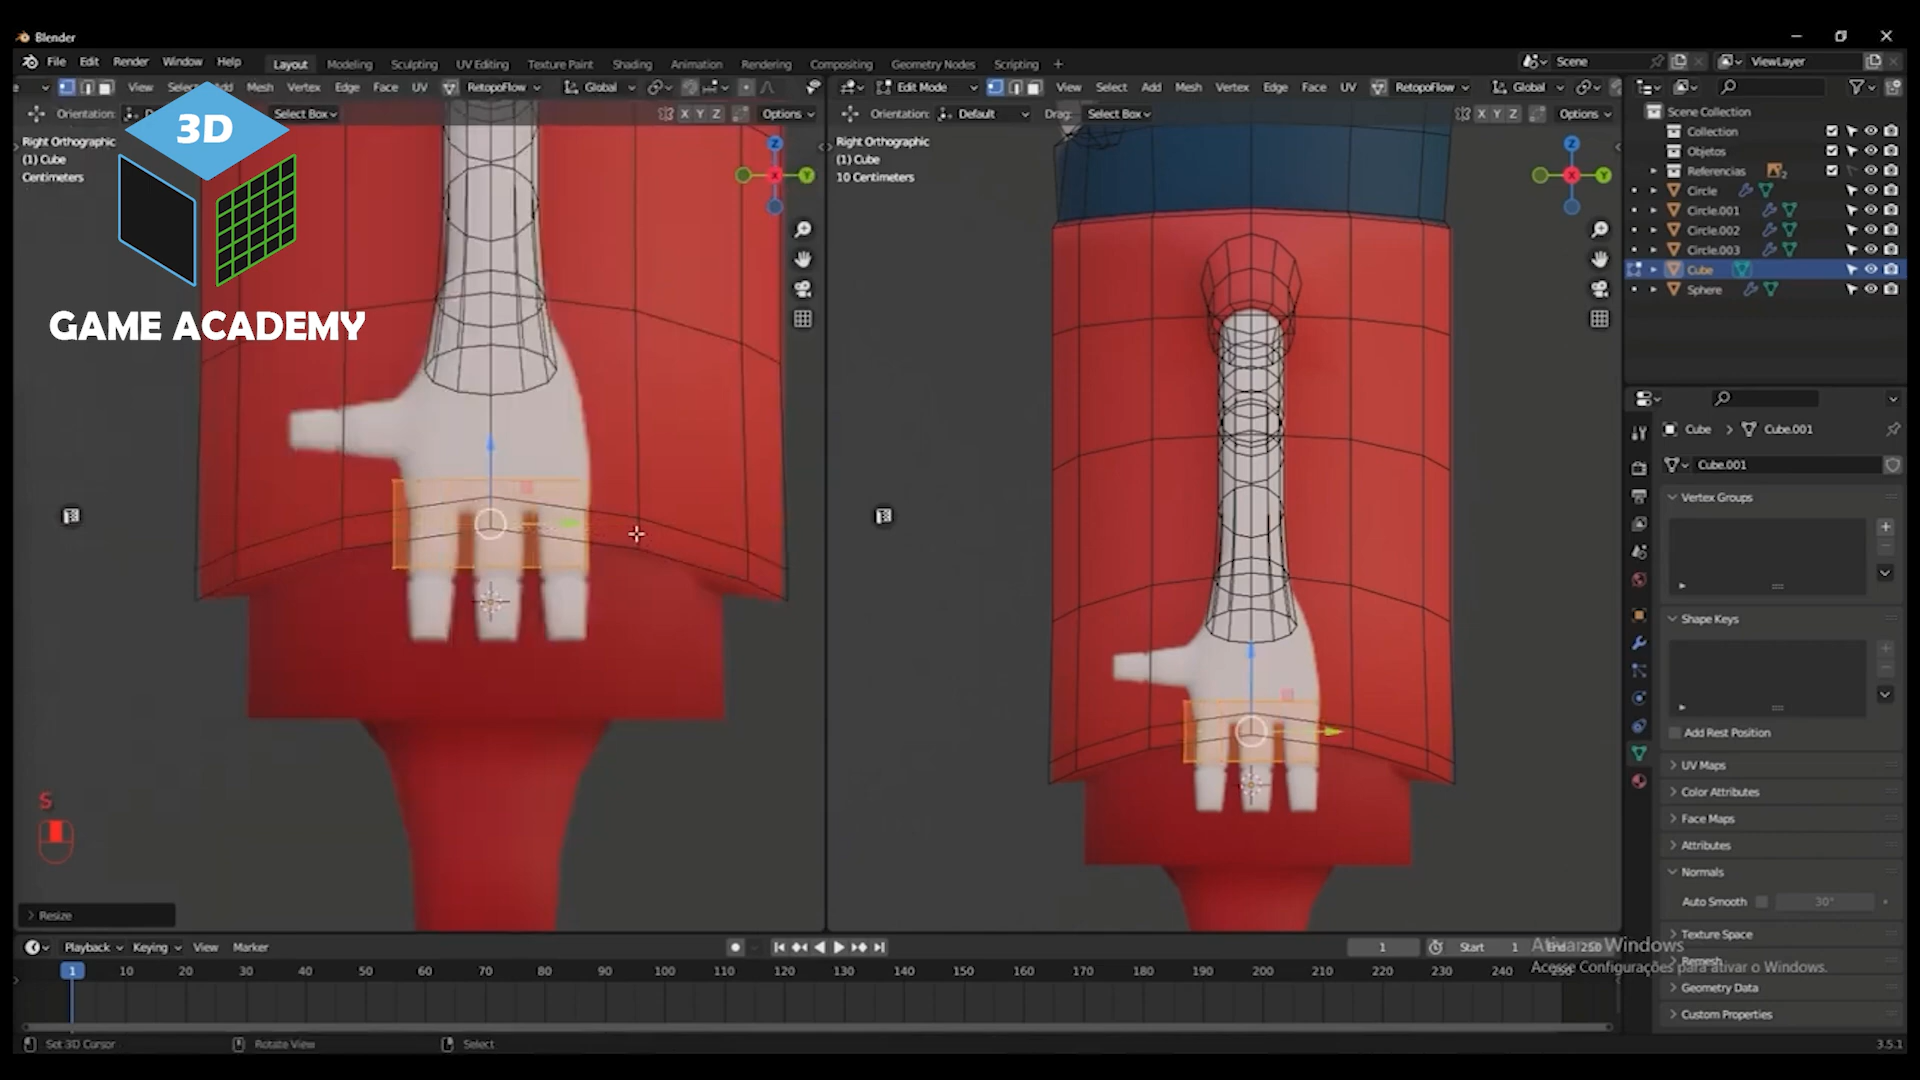 Blender
File Edit Render Window Help
Layout Modeling Sculpting UV Editing Texture Paint Shading Animation Rendering Compositing Geometry Nodes Scripting +
Scene
ViewLayer
View Select Add Mesh Vertex Edge Face UV RetopoFlow Global
Edit Mode View Select Add Mesh Vertex Edge Face UV RetopoFlow Global
Orientation: Select Box X Y Z Options
Orientation: Default Drag: Select Box X Y Z Options
3D
GAME ACADEMY
Right Orthographic
(1) Cube
Centimeters
Z
X
Y
Right Orthographic
(1) Cube
10 Centimeters
Z
X
Y
Scene Collection
Collection
Objetos
Referencias 2
Circle
Circle.001
Circle.002
Circle.003
Cube
Sphere
Cube > Cube.001
Cube.001
Vertex Groups
Shape Keys
Add Rest Position
UV Maps
Color Attributes
Face Maps
Attributes
Normals
Auto Smooth 30°
Texture Space
Remesh
Geometry Data
Custom Properties
S
> Resize
Playback Keying View Marker
1 Start 1 End 250
1 10 20 30 40 50 60 70 80 90 100 110 120 130 140 150 160 170 180 190 200 210 220 230 240 250
Ativar o Windows
Acesse Configurações para ativar o Windows.
Set 3D Cursor Rotate View Select
3.5.1